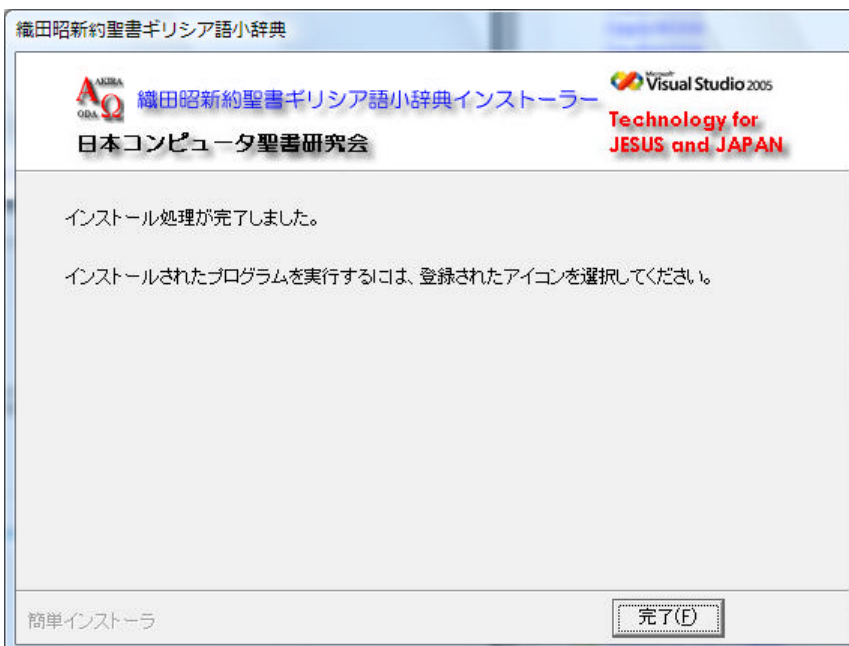 織田昭新約聖書ギリシア語小辞典
AKIRA
ΑΩ
ODA
織田昭新約聖書ギリシア語小辞典インストーラー
日本コンピュータ聖書研究会
Microsoft
Visual Studio 2005
Technology for
JESUS and JAPAN
インストール処理が完了しました。
インストールされたプログラムを実行するには、登録されたアイコンを選択してください。
簡単インストーラ
完了(F)